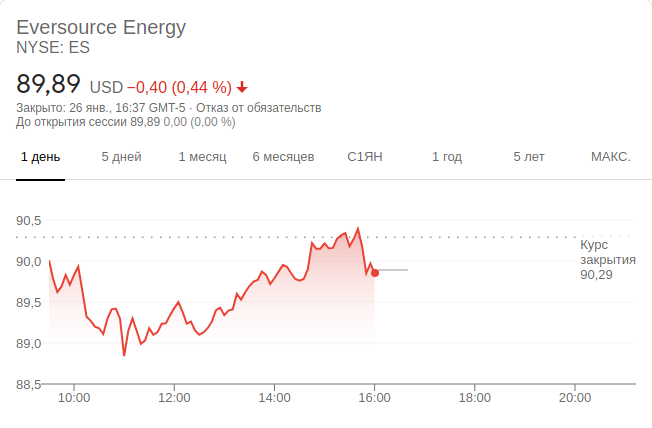 Eversource Energy
NYSE: ES
89,89 USD −0,40 (0,44 %)
Закрыто: 26 янв., 16:37 GMT-5 · Отказ от обязательств
До открытия сессии 89,89 0,00 (0,00 %)
1 день 5 дней 1 месяц 6 месяцев С1ЯН 1 год 5 лет МАКС.
90,5
90,0
89,5
89,0
88,5
Курс
закрытия
90,29
10:00 12:00 14:00 16:00 18:00 20:00